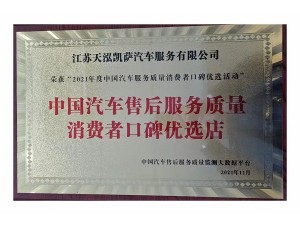 江苏天泓凯萨汽车服务有限公司
荣获“2021年度中国汽车服务质量消费者口碑优选活动”
中国汽车售后服务质量
消费者口碑优选店
中国汽车售后服务质量监测大数据平台
2021年11月